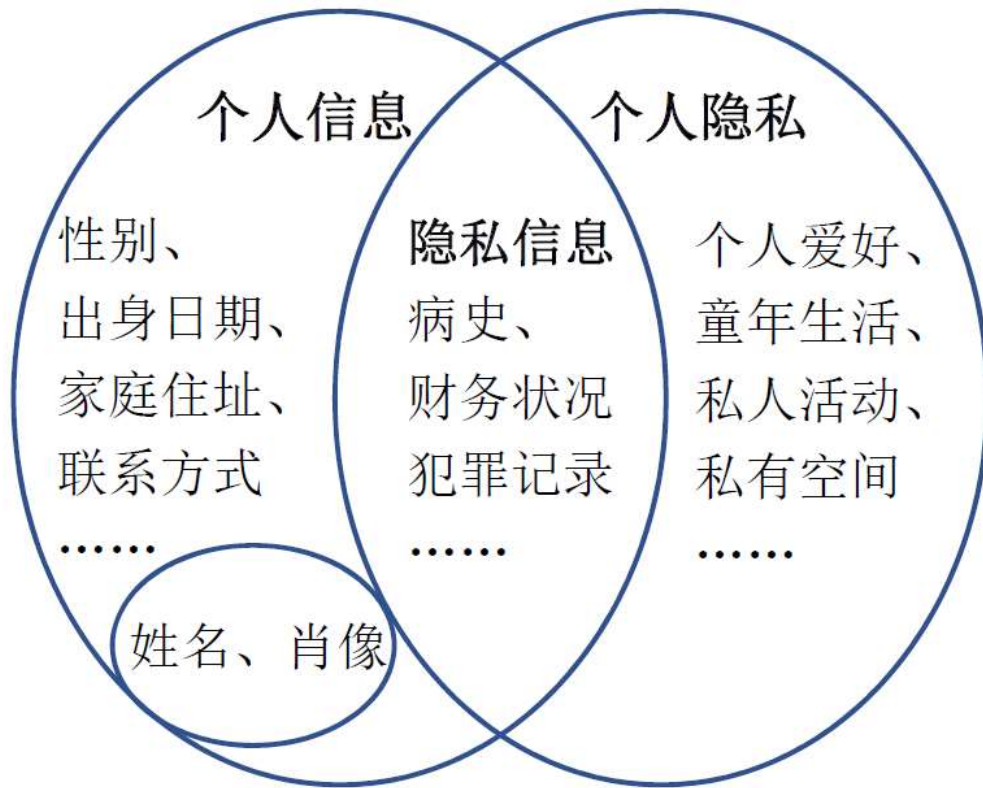 个人信息
性别、
出身日期、
家庭住址、
联系方式
……
姓名、肖像
隐私信息
病史、
财务状况
犯罪记录
……
个人隐私
个人爱好、
童年生活、
私人活动、
私有空间
……